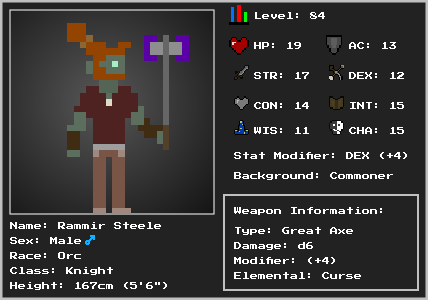 Level: 84
HP: 19 AC: 13
STR: 17 DEX: 12
CON: 14 INT: 15
WIS: 11 CHA: 15
Stat Modifier: DEX (+4)
Background: Commoner
Name: Rammir Steele
Sex: Male♂
Race: Orc
Class: Knight
Height: 167cm (5'6")
Weapon Information:
Type: Great Axe
Damage: d6
Modifier: (+4)
Elemental: Curse